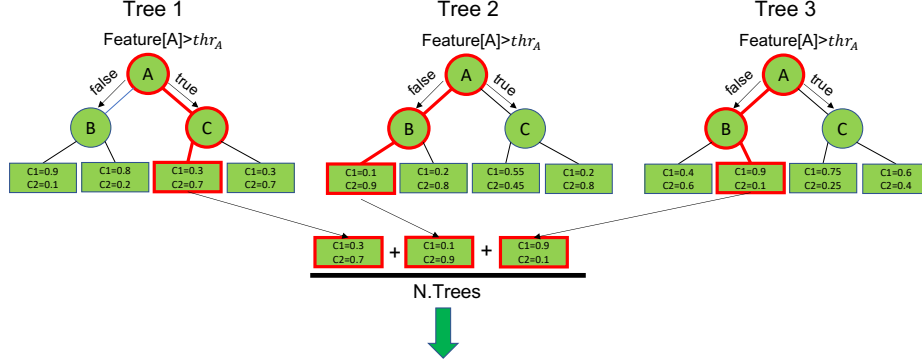 Tree 1
Tree 2
Tree 3
Feature[A]>thr_A
Feature[A]>thr_A
Feature[A]>thr_A
false
A
true
false
A
true
false
A
true
B
C
B
C
B
C
C1=0.9
C2=0.1
C1=0.8
C2=0.2
C1=0.3
C2=0.7
C1=0.3
C2=0.7
C1=0.1
C2=0.9
C1=0.2
C2=0.8
C1=0.55
C2=0.45
C1=0.2
C2=0.8
C1=0.4
C2=0.6
C1=0.9
C2=0.1
C1=0.75
C2=0.25
C1=0.6
C2=0.4
C1=0.3
C2=0.7
+
C1=0.1
C2=0.9
+
C1=0.9
C2=0.1
N.Trees